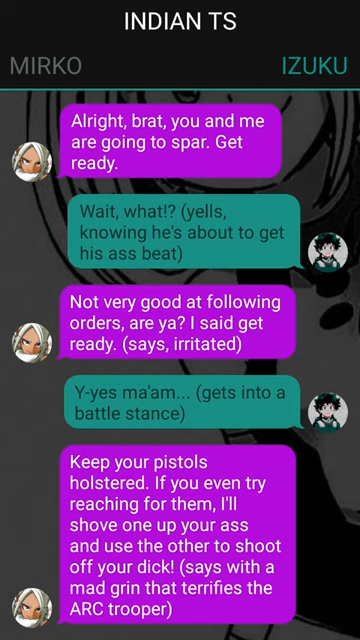 INDIAN TS
MIRKO
IZUKU
Alright, brat, you and me
are going to spar. Get
ready.
Wait, what!? (yells,
knowing he's about to get
his ass beat)
Not very good at following
orders, are ya? I said get
ready. (says, irritated)
Y-yes ma'am... (gets into a
battle stance)
Keep your pistols
holstered. If you even try
reaching for them, I'll
shove one up your ass
and use the other to shoot
off your dick! (says with a
mad grin that terrifies the
ARC trooper)